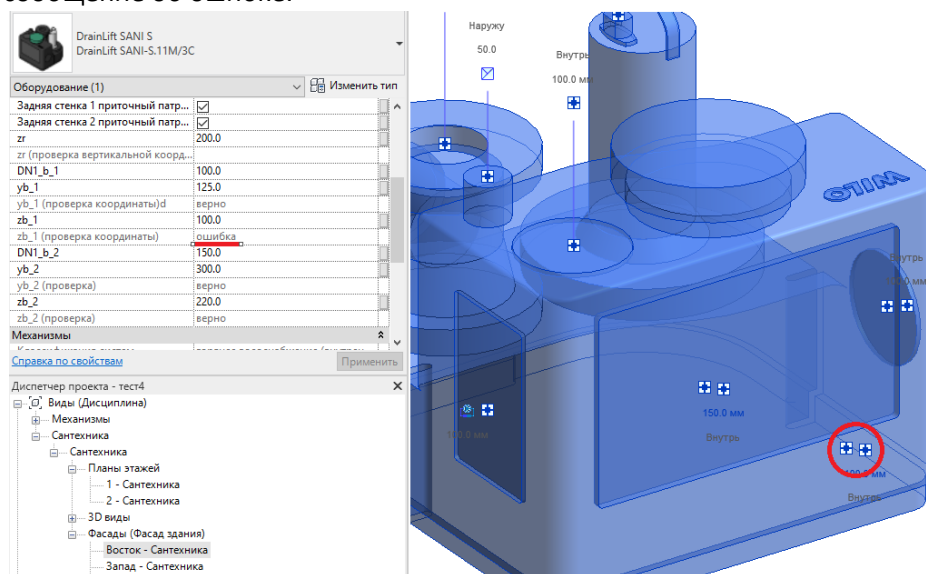 DrainLift SANI S
DrainLift SANI-S.11M/3C
Оборудование (1)
Изменить тип
Задняя стенка 1 приточный патр...
Задняя стенка 2 приточный патр...
zr 200.0
zr (проверка вертикальной коорд...
DN1_b_1 100.0
yb_1 125.0
yb_1 (проверка координаты)d верно
zb_1 100.0
zb_1 (проверка координаты) ошибка
DN1_b_2 150.0
yb_2 300.0
yb_2 (проверка) верно
zb_2 220.0
zb_2 (проверка) верно
Механизмы
Справка по свойствам
Применить
Диспетчер проекта - тест4
Виды (Дисциплина)
Механизмы
Сантехника
Сантехника
Планы этажей
1 - Сантехника
2 - Сантехника
3D виды
Фасады (Фасад здания)
Восток - Сантехника
Запад - Сантехника
Наружу
50.0
Внутрь
100.0 мм
WILO
Внутрь
150.0 мм
Внутрь
100.0 мм
Внутрь